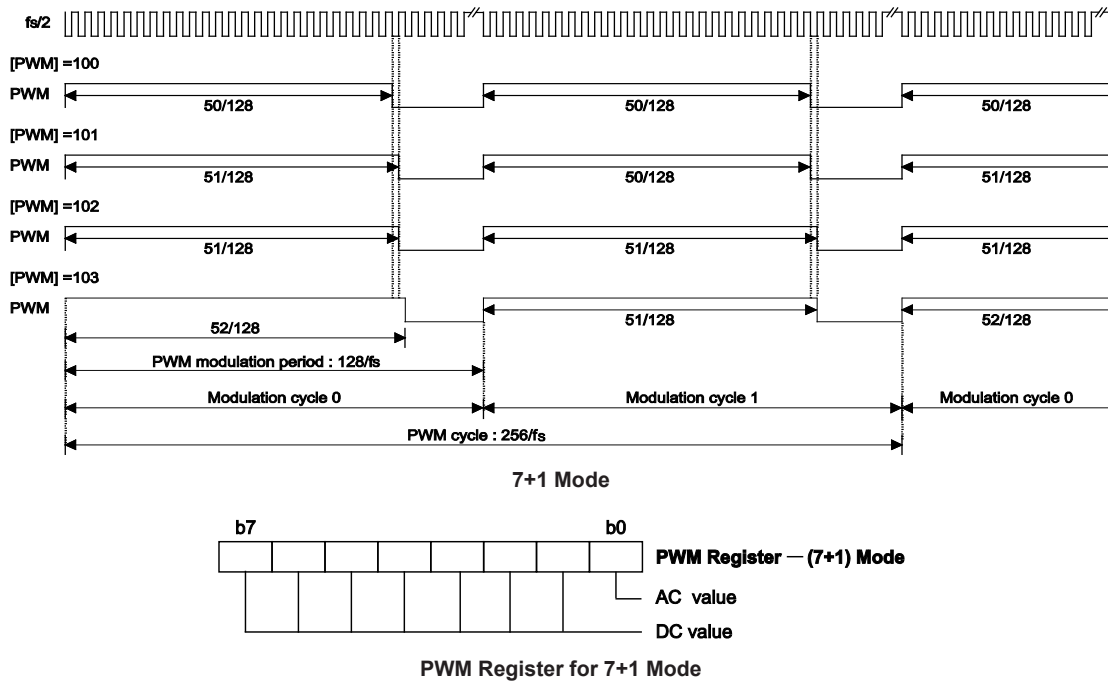 fs/2
[PWM] =100
PWM
50/128 50/128 50/128
[PWM] =101
PWM
51/128 50/128 51/128
[PWM] =102
PWM
51/128 51/128 51/128
[PWM] =103
PWM
52/128 51/128 52/128
PWM modulation period : 128/fs
Modulation cycle 0 Modulation cycle 1 Modulation cycle 0
PWM cycle : 256/fs
7+1 Mode
b7 b0
PWM Register — (7+1) Mode
AC value
DC value
PWM Register for 7+1 Mode